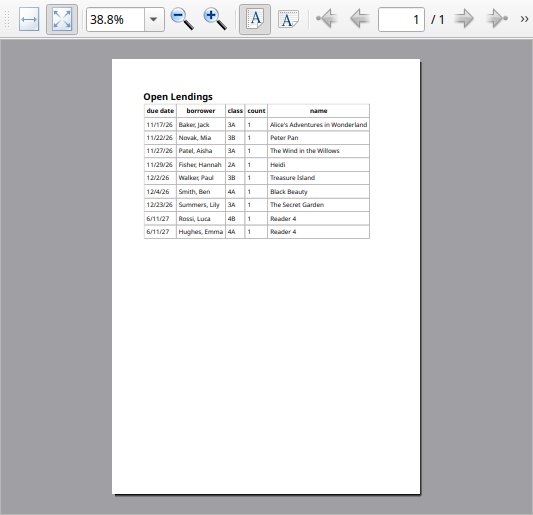 38.8%
1 / 1
A A
Open Lendings
due date borrower class count name
11/17/26 Baker, Jack 3A 1 Alice's Adventures in Wonderland
11/22/26 Novak, Mia 3B 1 Peter Pan
11/27/26 Patel, Aisha 3A 1 The Wind in the Willows
11/29/26 Fisher, Hannah 2A 1 Heidi
12/2/26 Walker, Paul 3B 1 Treasure Island
12/4/26 Smith, Ben 4A 1 Black Beauty
12/23/26 Summers, Lily 3A 1 The Secret Garden
6/11/27 Rossi, Luca 4B 1 Reader 4
6/11/27 Hughes, Emma 4A 1 Reader 4